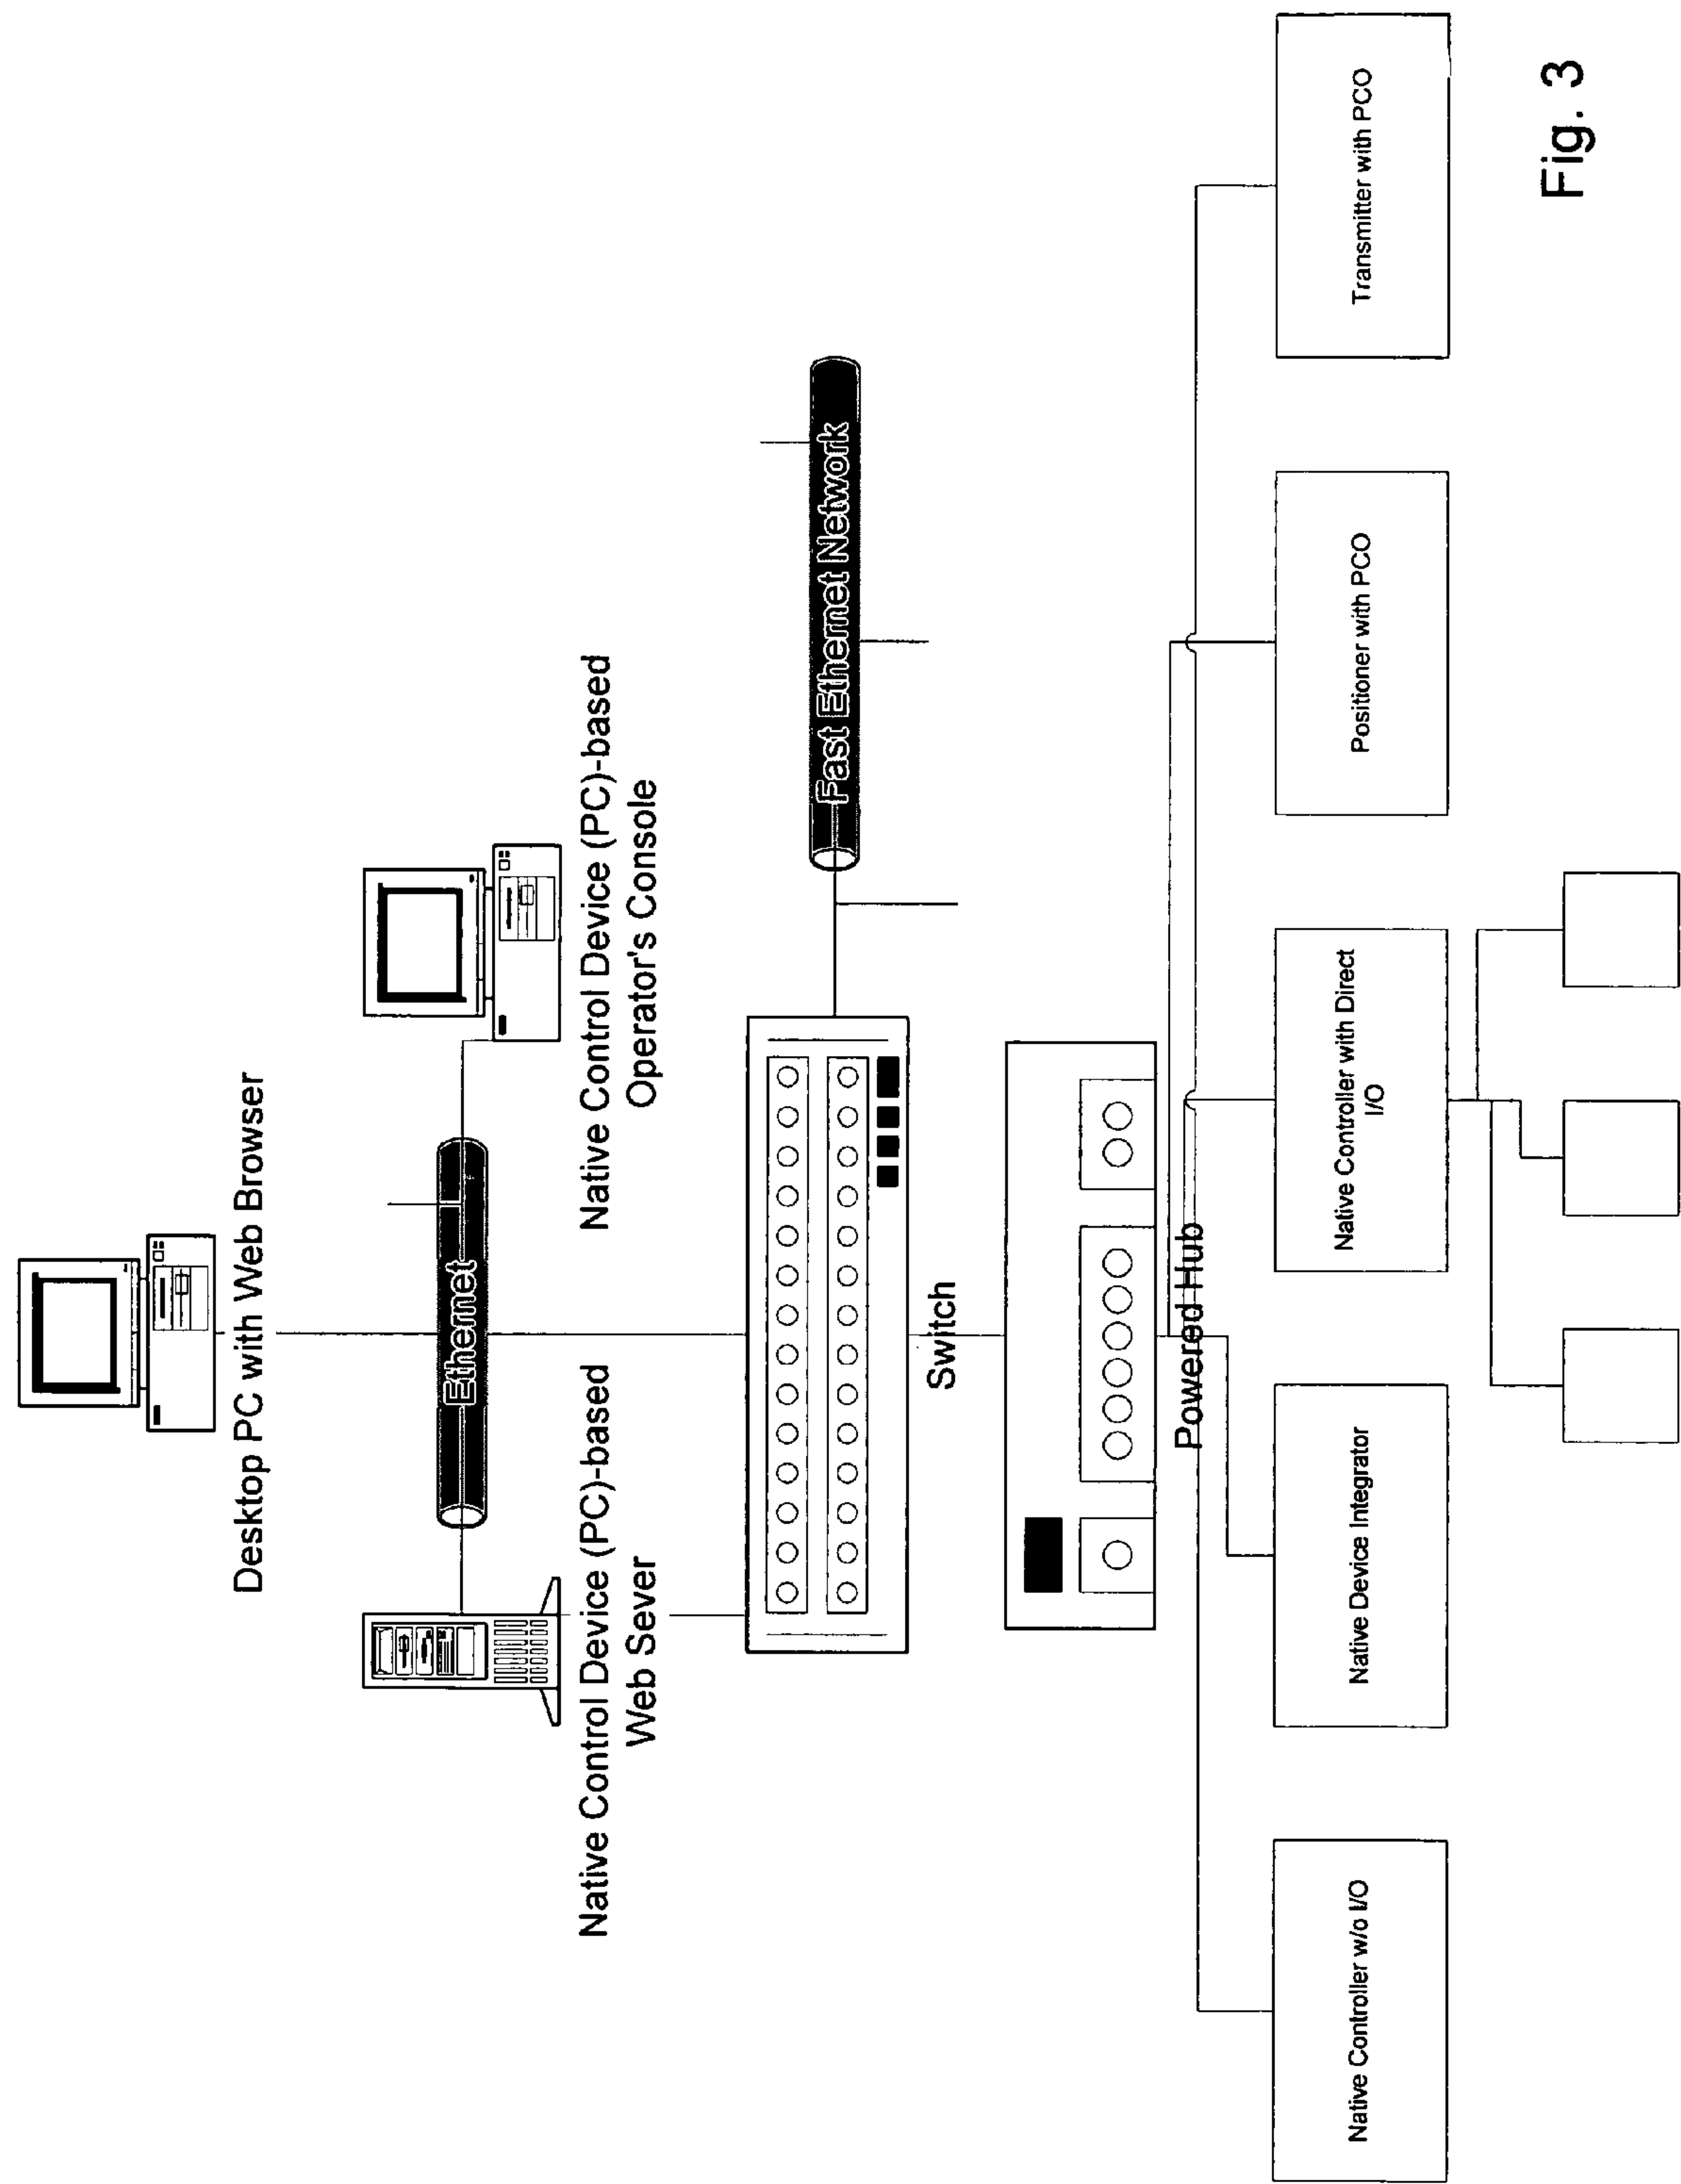 Desktop PC with Web Browser
Ethernet
Native Control Device (PC)-based
Web Sever
Native Control Device (PC)-based
Operator's Console
Fast Ethernet Network
Switch
Powered Hub
Native Controller w/o I/O
Native Device Integrator
Native Controller with Direct
I/O
Positioner with PCO
Transmitter with PCO
Fig. 3